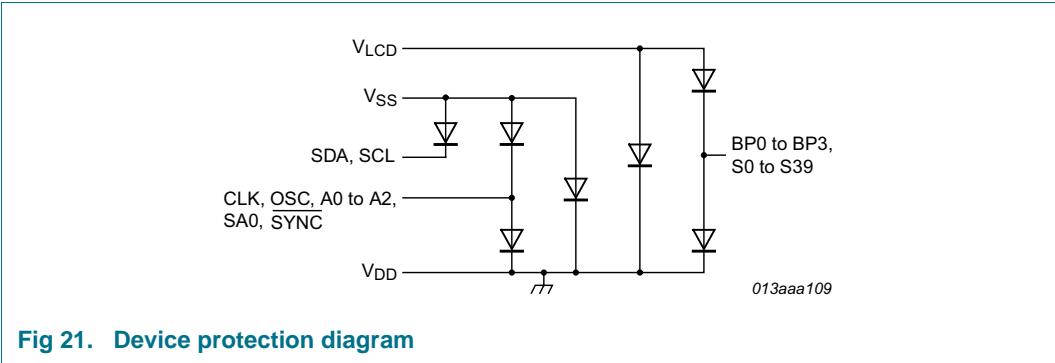 VLCD
VSS
SDA, SCL
BP0 to BP3,
S0 to S39
CLK, OSC, A0 to A2,
SA0, SYNC
VDD
013aaa109
Fig 21. Device protection diagram